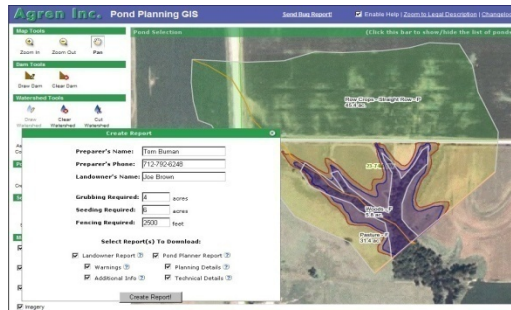 Agren Inc. Pond Planning GIS
Send Bug Report!
Enable Help | Zoom to Legal Description | Changelog
Map Tools
Pond Selection
(Click this bar to show/hide the list of ponds
Zoom In Zoom Out Pan
Dam Tools
Draw Dam Clear Dam
Watershed Tools
Draw Watershed Clear Watershed Cut Watershed
Row Crops - Straight Row - P
Create Report
Preparer's Name: Tom Buman
Preparer's Phone: 712-792-6248
Landowner's Name: Joe Brown
Grubbing Required: 4 acres
Seeding Required: 6 acres
Fencing Required: 2500 feet
Select Report(s) To Download:
Landowner Report Pond Planner Report
Warnings Planning Details
Additional Info Technical Details
Create Report!
Imagery